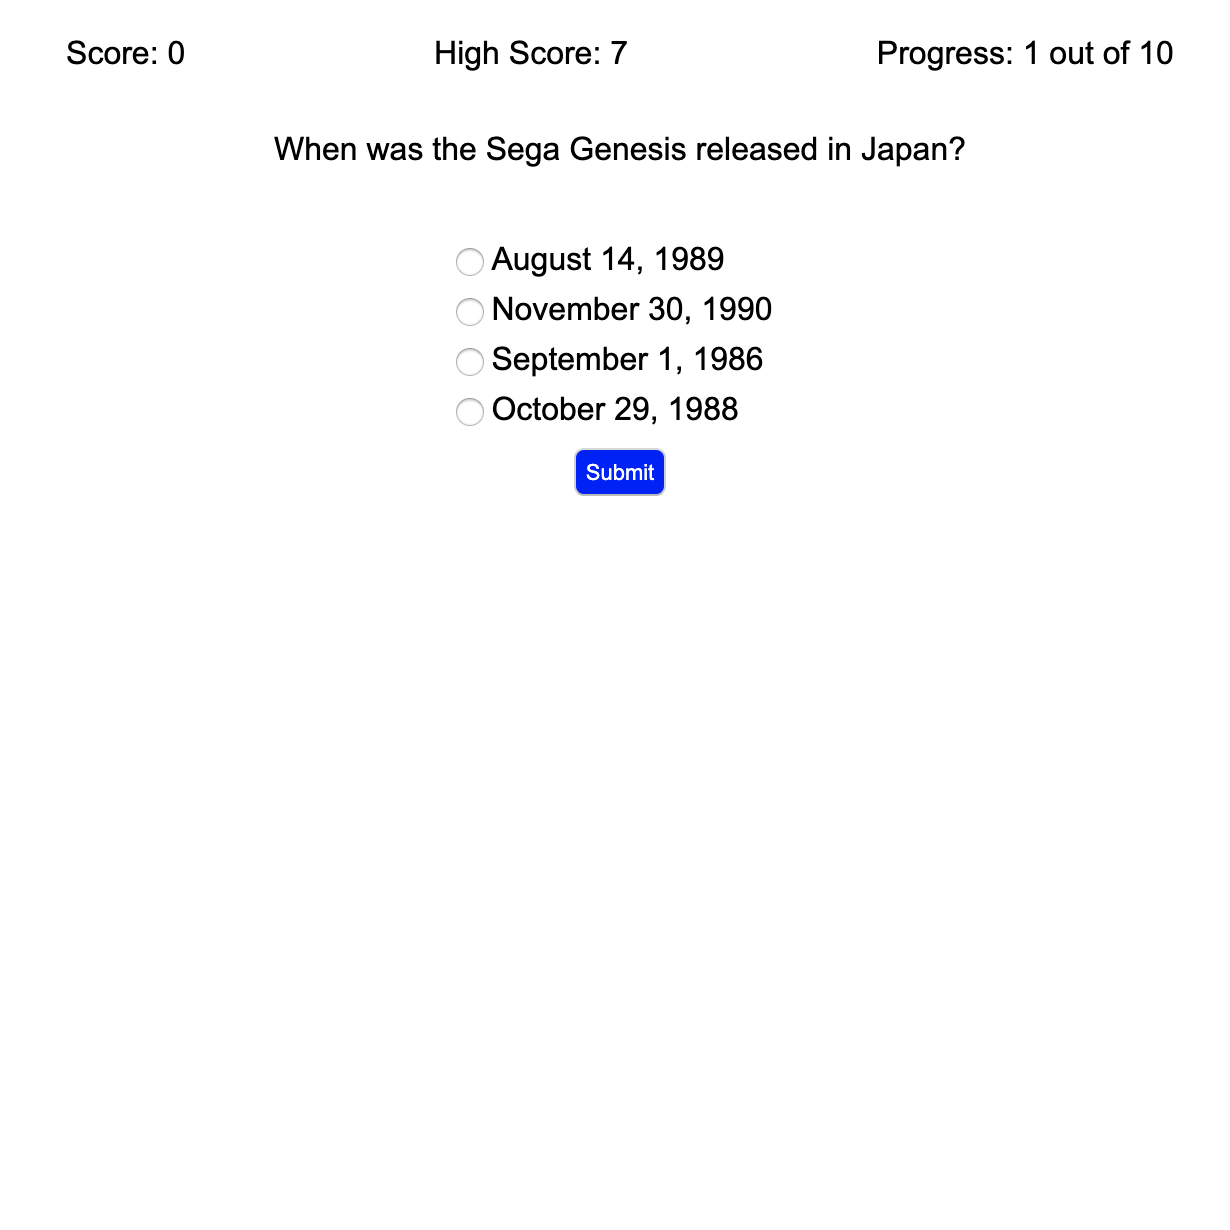 Score: 0 High Score: 7 Progress: 1 out of 10
When was the Sega Genesis released in Japan?
August 14, 1989
November 30, 1990
September 1, 1986
October 29, 1988
Submit